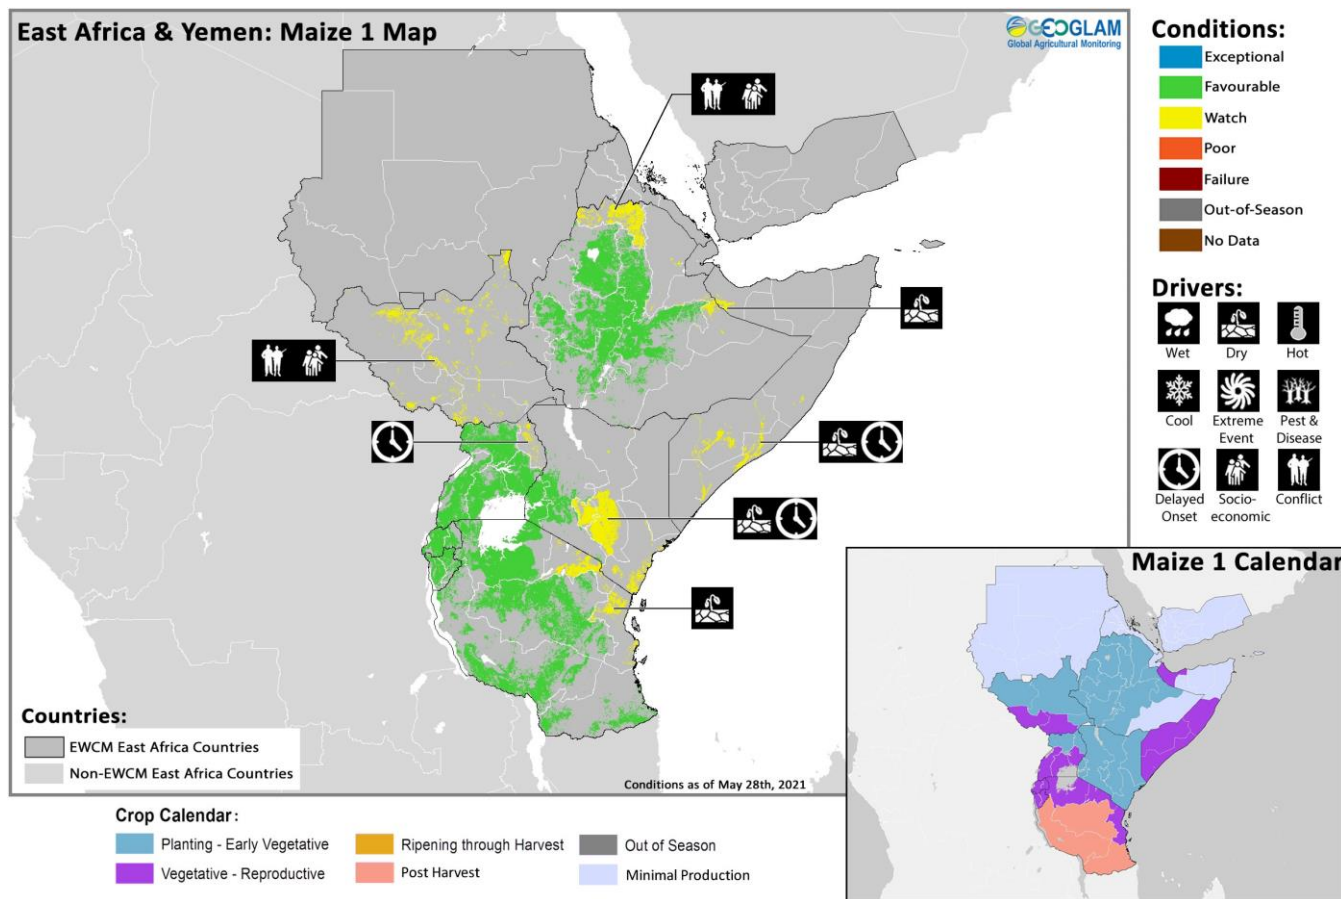 East Africa & Yemen: Maize 1 Map
GEOGLAM
Global Agricultural Monitoring
Conditions:
Exceptional
Favourable
Watch
Poor
Failure
Out-of-Season
No Data
Drivers:
Wet
Dry
Hot
Cool
Extreme
Event
Pest &
Disease
Delayed
Onset
Socio-
economic
Conflict
Countries:
EWCM East Africa Countries
Non-EWCM East Africa Countries
Conditions as of May 28th, 2021
Maize 1 Calendar
Crop Calendar:
Planting - Early Vegetative
Ripening through Harvest
Out of Season
Vegetative - Reproductive
Post Harvest
Minimal Production